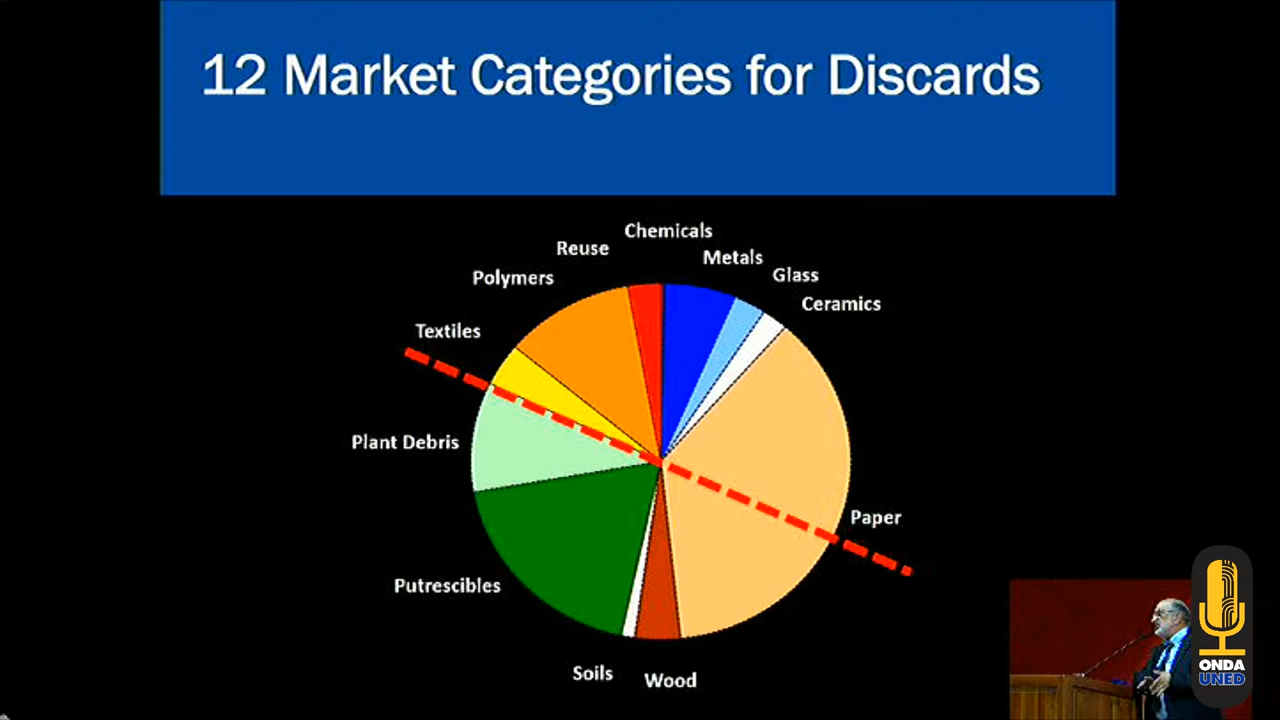 12 Market Categories for Discards
Chemicals
Reuse
Metals
Glass
Polymers
Ceramics
Textiles
Plant Debris
Paper
Putrescibles
Soils
Wood
ONDA
UNED